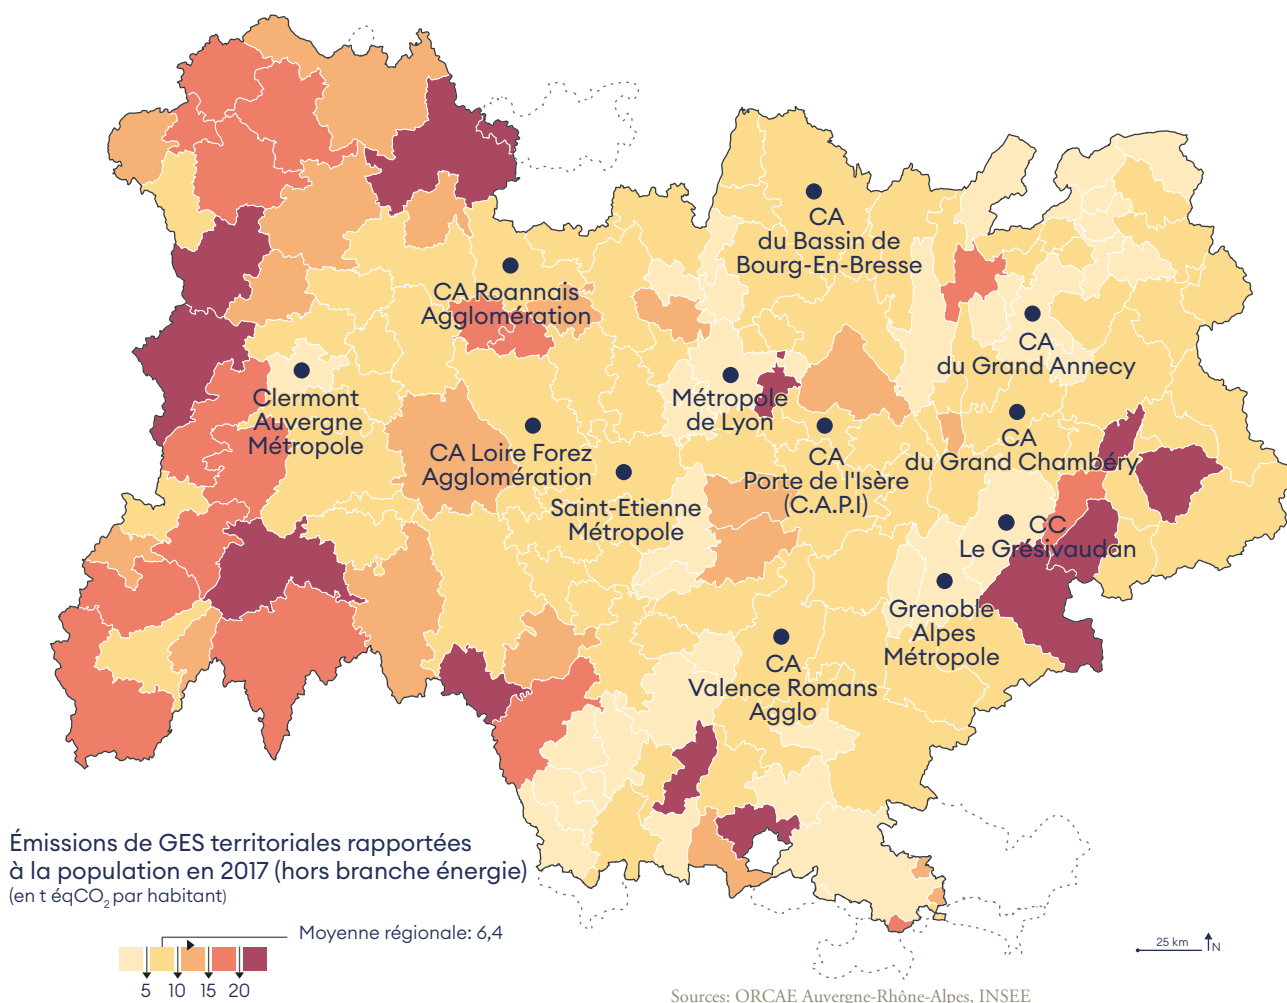 CA
du Bassin de
Bourg-En-Bresse
CA Roannais
Agglomération
CA
du Grand Annecy
Clermont
Auvergne
Métropole
Métropole
de Lyon
CA Loire Forez
Agglomération
CA
Porte de l'Isère
(C.A.P.I)
CA
du Grand Chambéry
Saint-Etienne
Métropole
CC
Le Grésivaudan
Grenoble
Alpes
Métropole
CA
Valence Romans
Agglo
Émissions de GES territoriales rapportées
à la population en 2017 (hors branche énergie)
(en t éqCO₂ par habitant)
Moyenne régionale: 6,4
5 10 15 20
25 km N
Sources: ORCAE Auvergne-Rhône-Alpes, INSEE